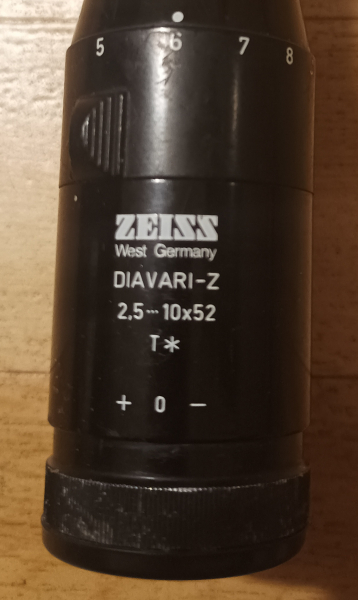 5 6 7 8
ZEISS
West Germany
DIAVARI-Z
2,5···10x52
T*
+ 0 −